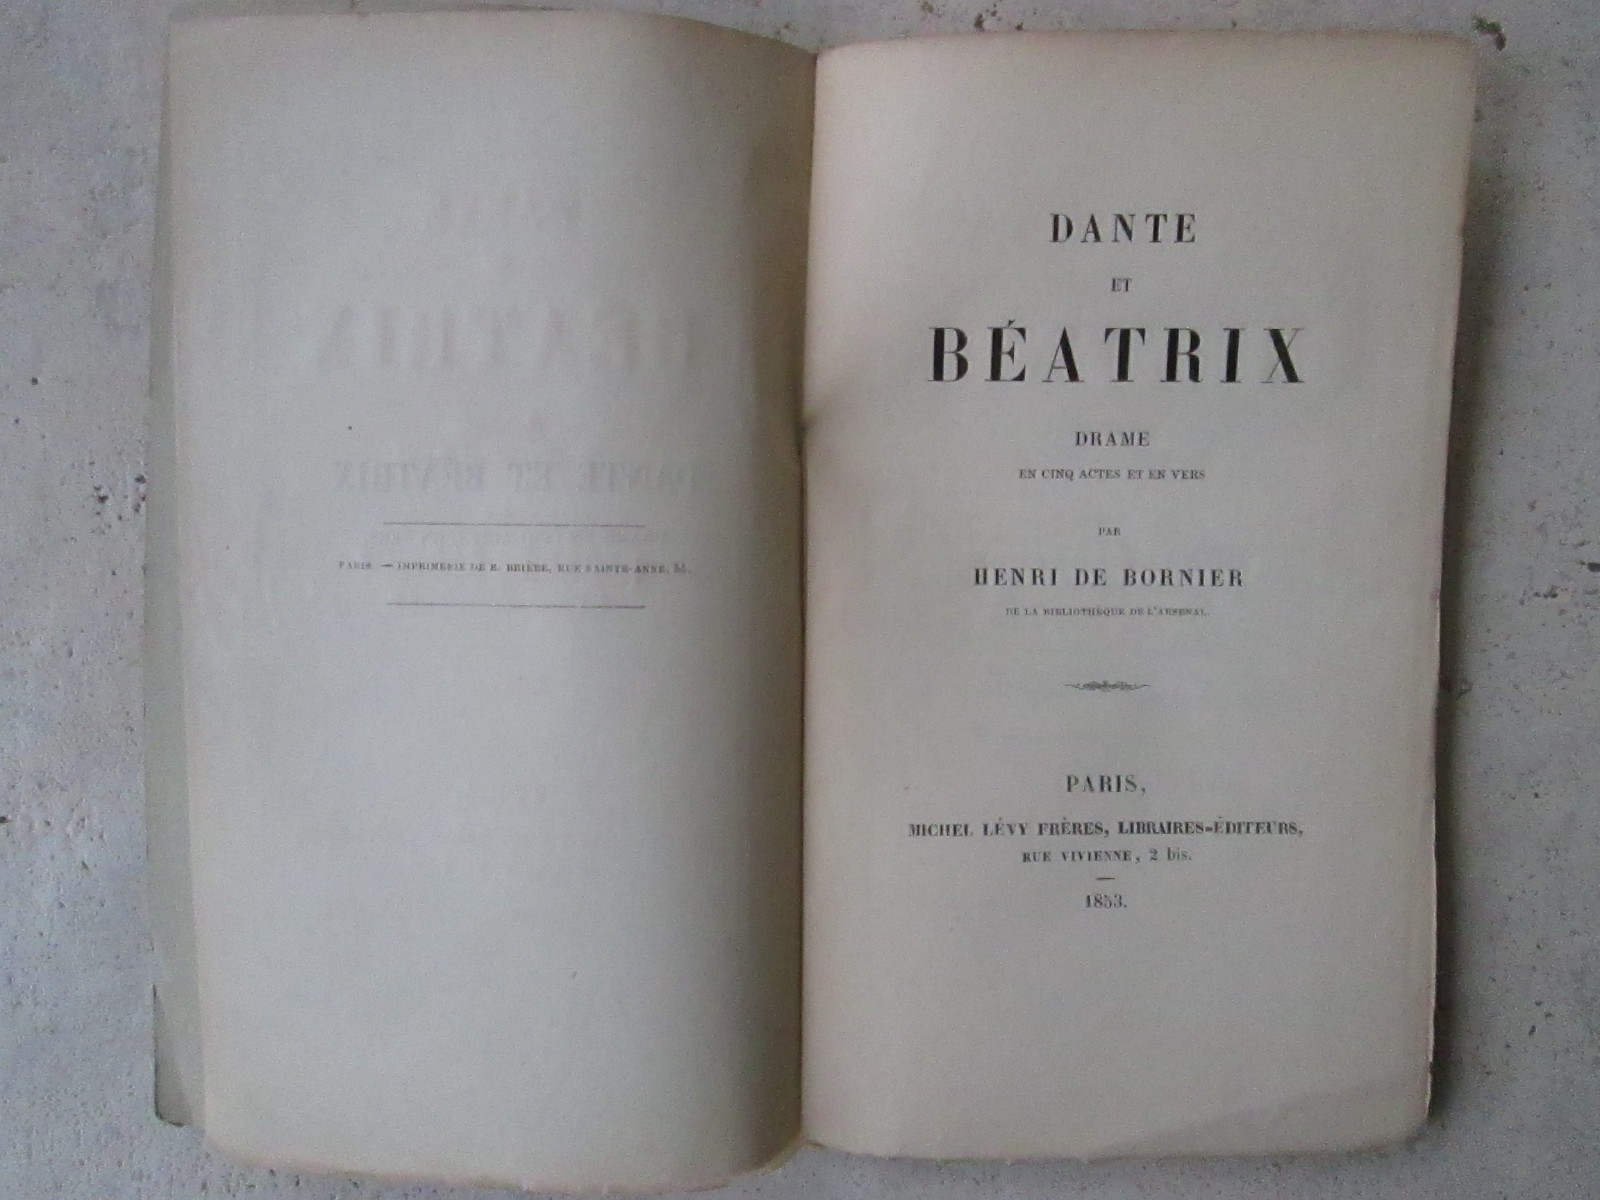 PARIS. — IMPRIMERIE DE E. BRIÈRE, RUE SAINTE-ANNE, 55.
DANTE
ET
BÉATRIX
DRAME
EN CINQ ACTES ET EN VERS
PAR
HENRI DE BORNIER
DE LA BIBLIOTHÈQUE DE L'ARSENAL.
PARIS,
MICHEL LÉVY FRÈRES, LIBRAIRES-ÉDITEURS,
RUE VIVIENNE, 2 bis.
1853.